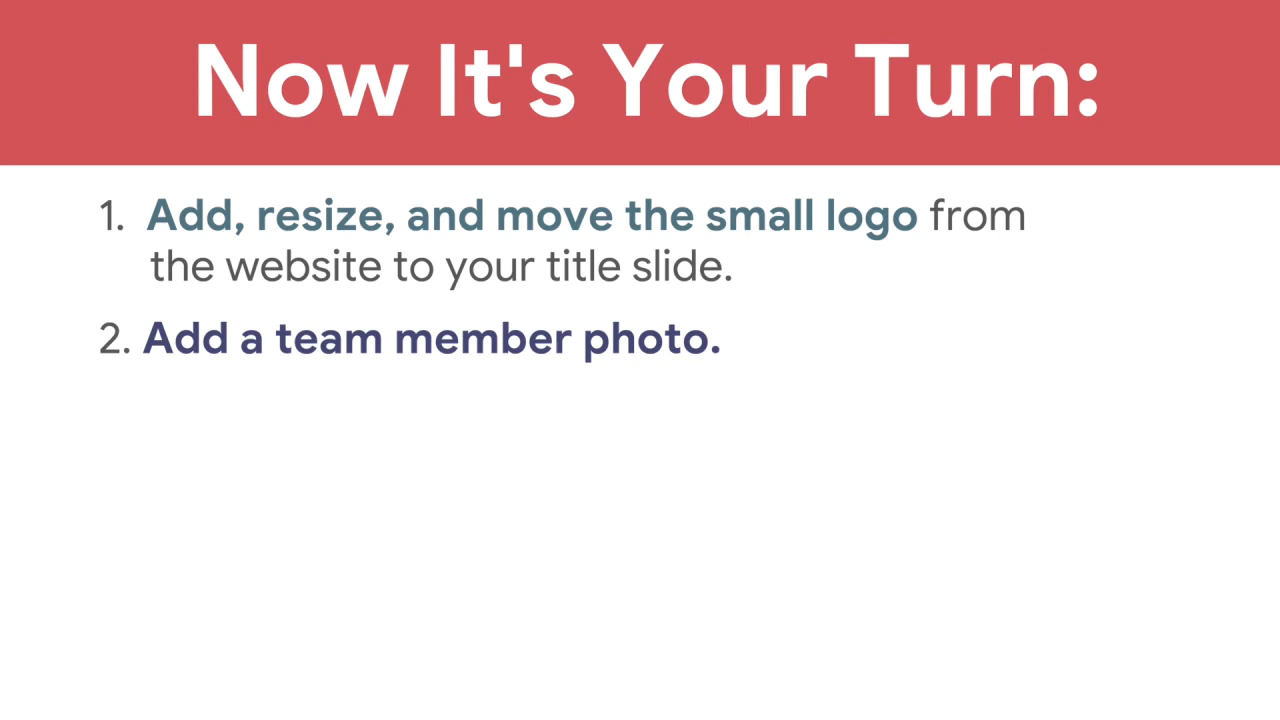 Now It's Your Turn:
1. Add, resize, and move the small logo from
the website to your title slide.
2. Add a team member photo.